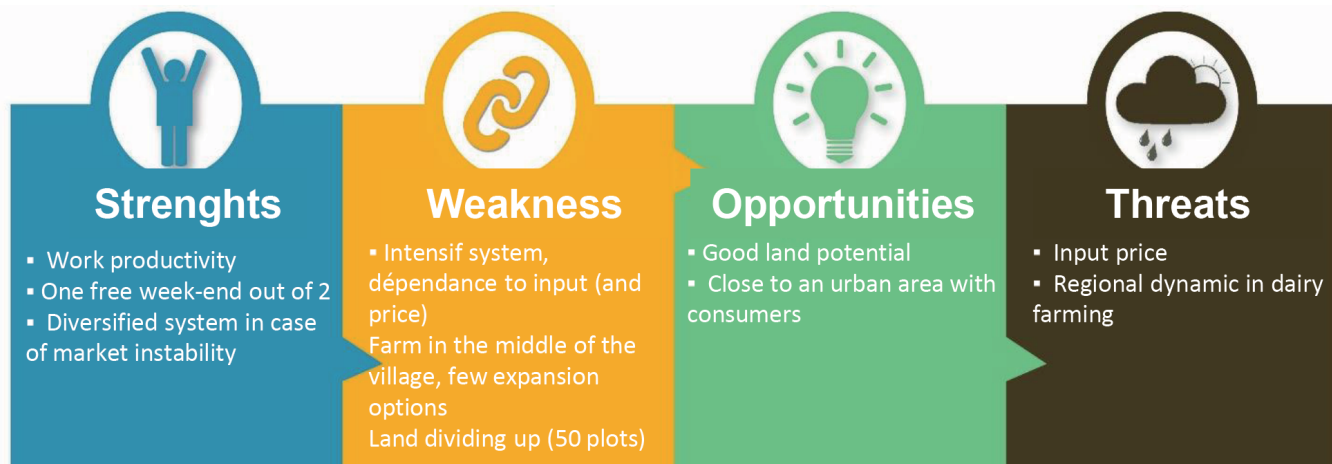 Strenghts
▪ Work productivity
▪ One free week-end out of 2
▪ Diversified system in case
of market instability
Weakness
▪ Intensif system,
dépendance to input (and
price)
Farm in the middle of the
village, few expansion
options
Land dividing up (50 plots)
Opportunities
▪ Good land potential
▪ Close to an urban area with
consumers
Threats
▪ Input price
▪ Regional dynamic in dairy
farming